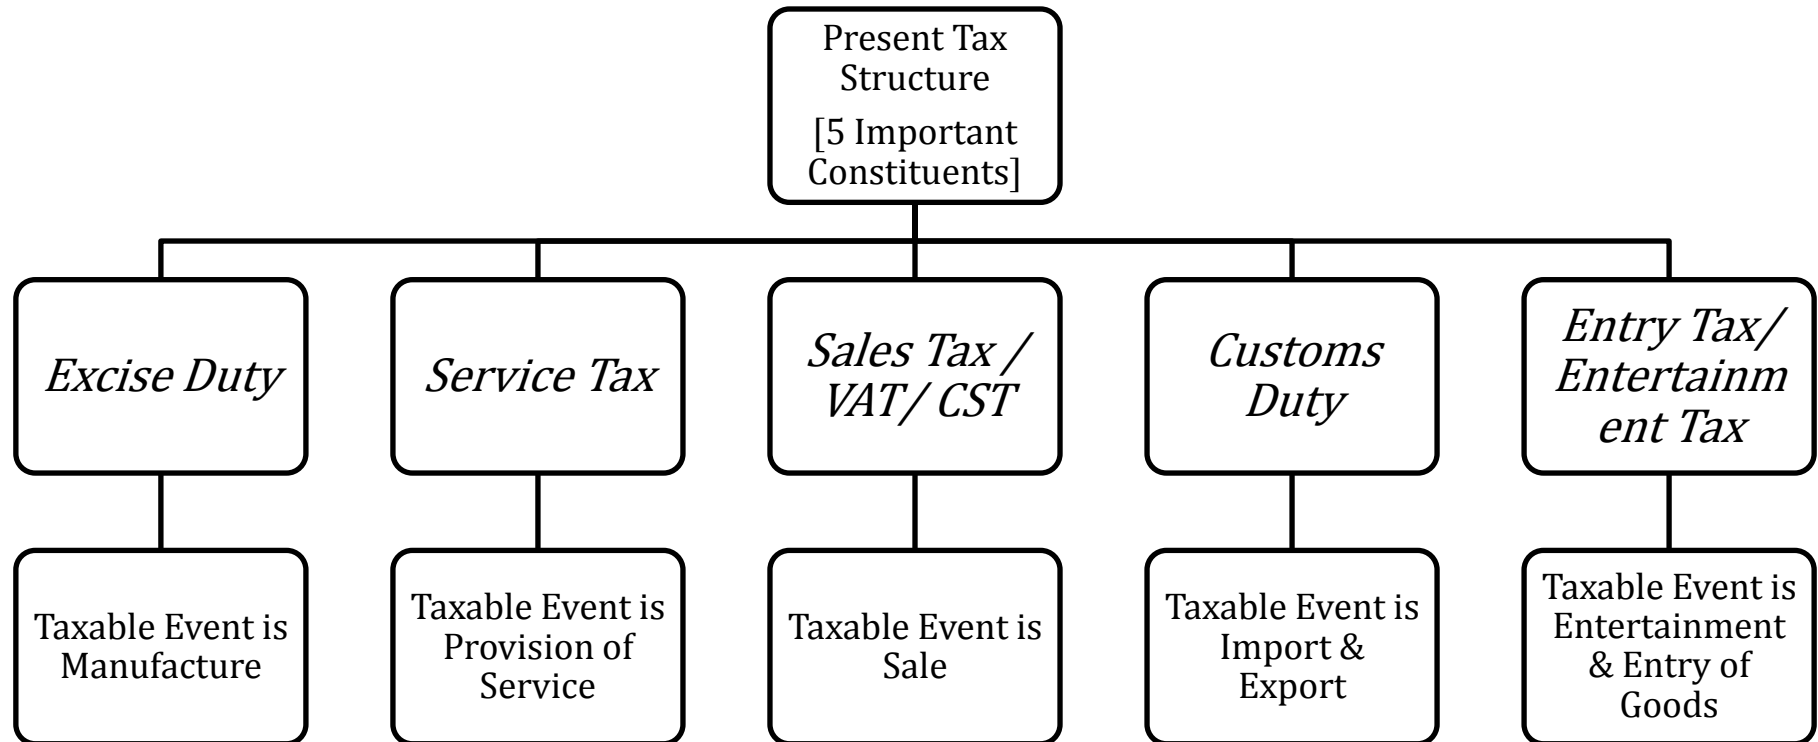 Present Tax
Structure
[5 Important
Constituents]
Excise Duty
Service Tax
Sales Tax /
VAT/ CST
Customs
Duty
Entry Tax/
Entertainm
ent Tax
Taxable Event is
Manufacture
Taxable Event is
Provision of
Service
Taxable Event is
Sale
Taxable Event is
Import &
Export
Taxable Event is
Entertainment
& Entry of
Goods